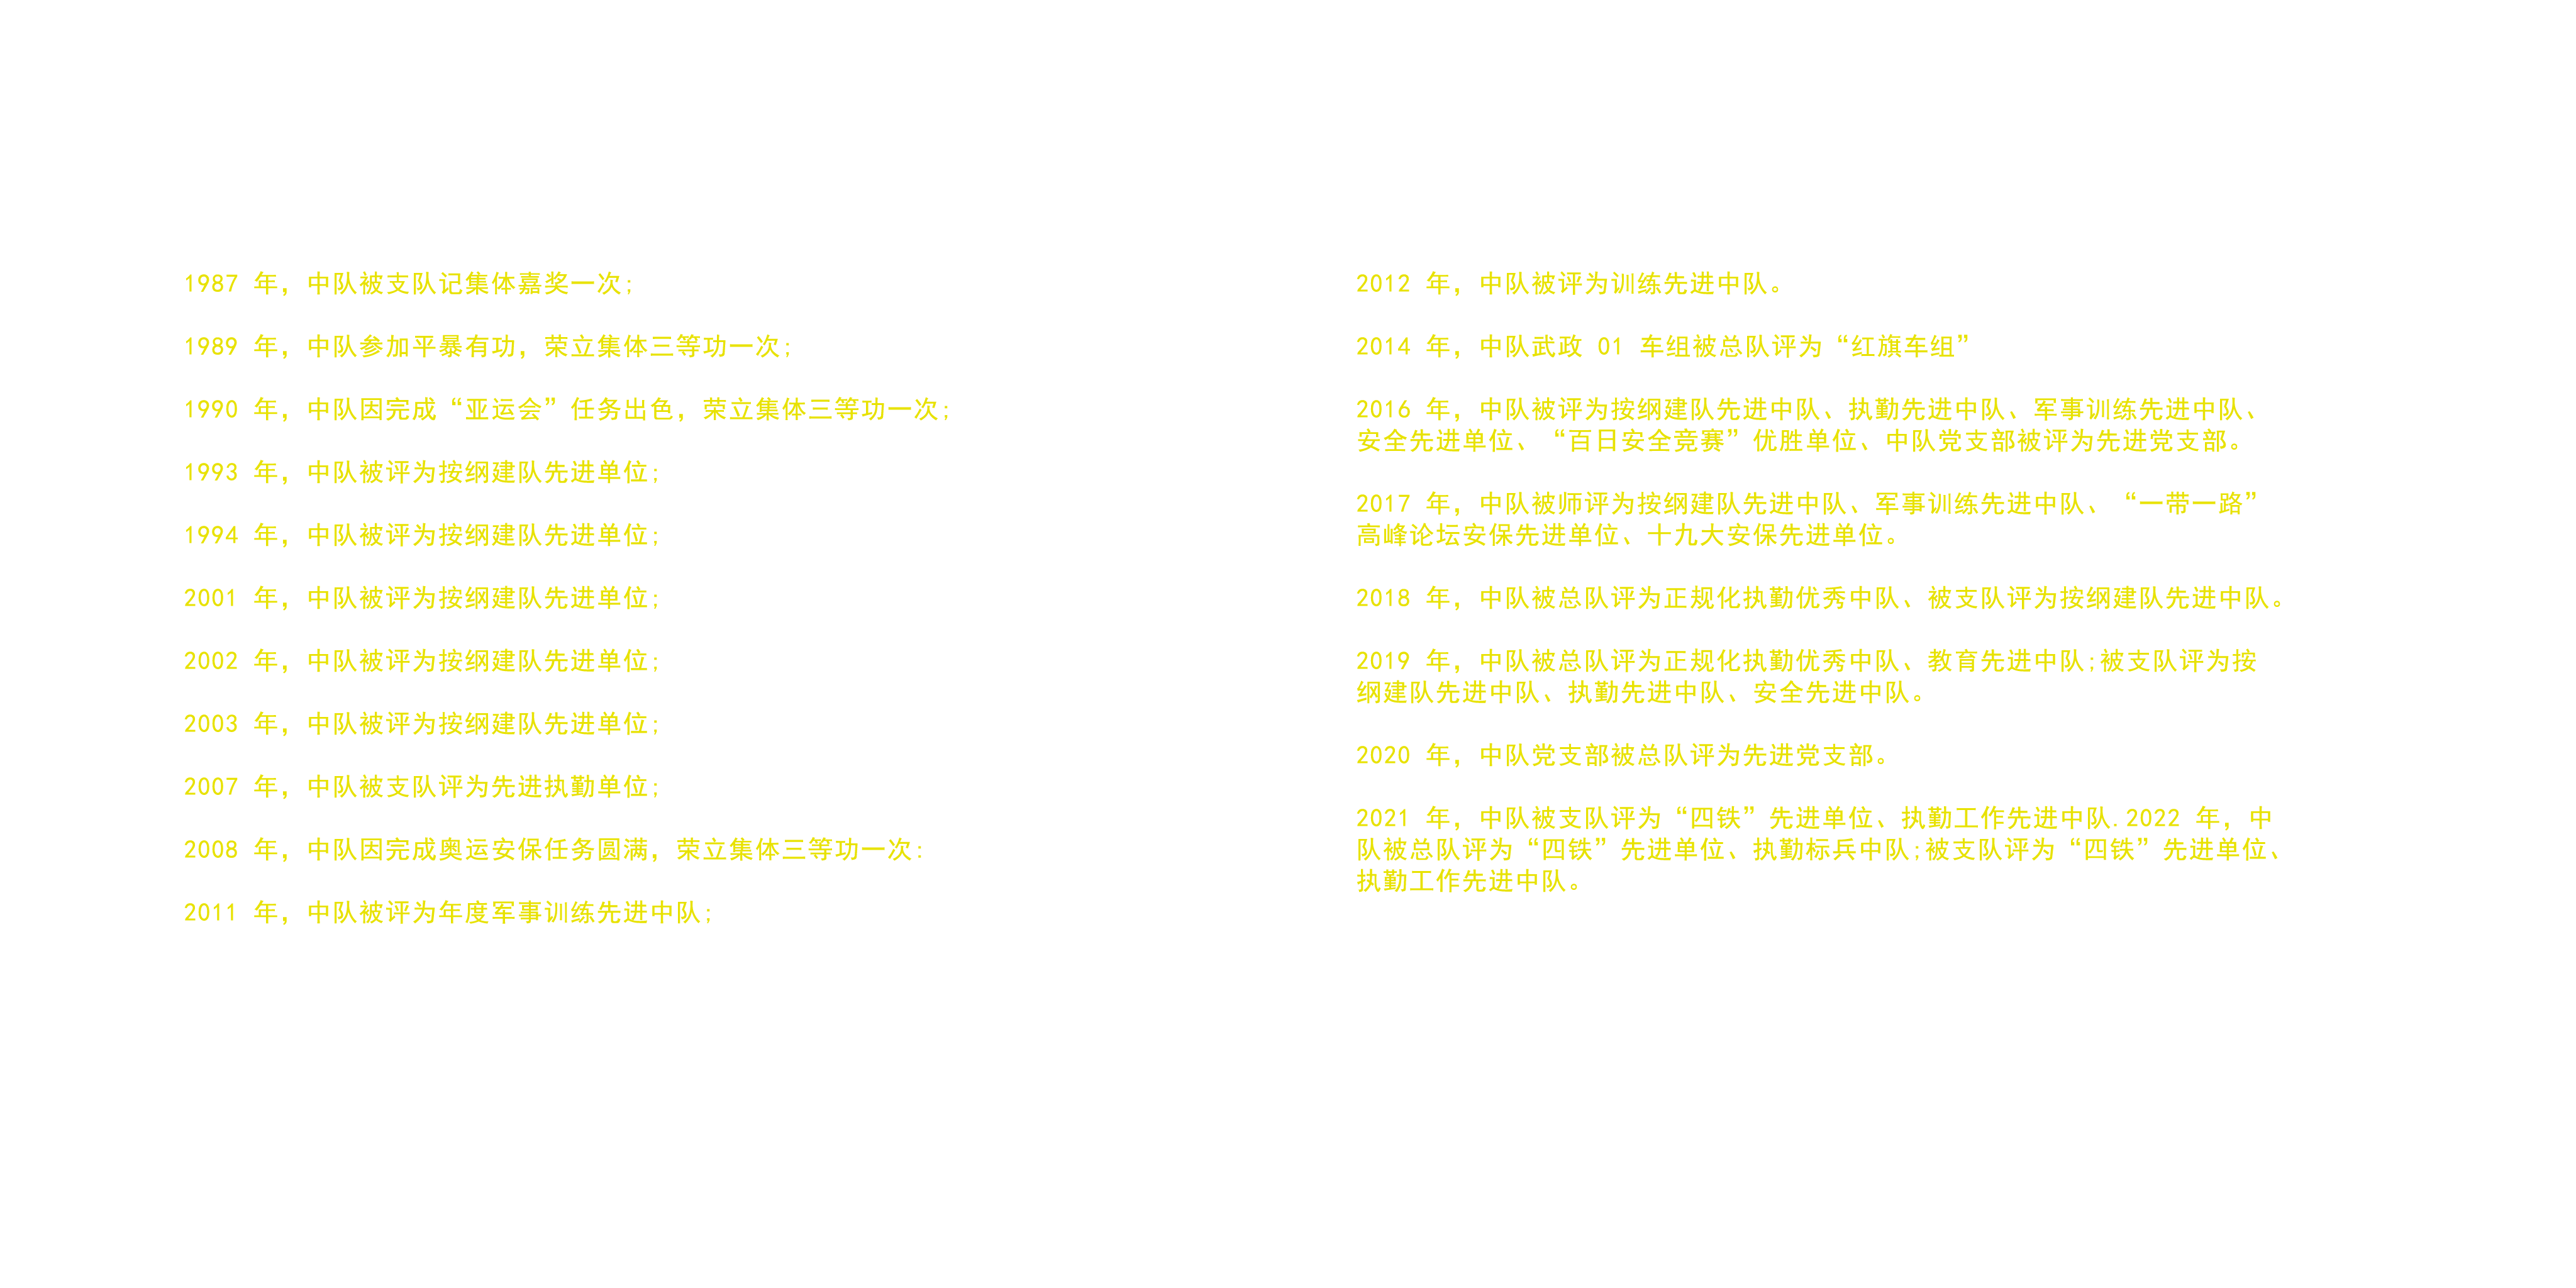 1987 年，中队被支队记集体嘉奖一次;
1989 年，中队参加平暴有功，荣立集体三等功一次;
1990 年，中队因完成“亚运会”任务出色，荣立集体三等功一次;
1993 年，中队被评为按纲建队先进单位;
1994 年，中队被评为按纲建队先进单位;
2001 年，中队被评为按纲建队先进单位;
2002 年，中队被评为按纲建队先进单位;
2003 年，中队被评为按纲建队先进单位;
2007 年，中队被支队评为先进执勤单位;
2008 年，中队因完成奥运安保任务圆满，荣立集体三等功一次:
2011 年，中队被评为年度军事训练先进中队;
2012 年，中队被评为训练先进中队。
2014 年，中队武政 01 车组被总队评为“红旗车组”
2016 年，中队被评为按纲建队先进中队、执勤先进中队、军事训练先进中队、
安全先进单位、“百日安全竞赛”优胜单位、中队党支部被评为先进党支部。
2017 年，中队被师评为按纲建队先进中队、军事训练先进中队、“一带一路”
高峰论坛安保先进单位、十九大安保先进单位。
2018 年，中队被总队评为正规化执勤优秀中队、被支队评为按纲建队先进中队。
2019 年，中队被总队评为正规化执勤优秀中队、教育先进中队;被支队评为按
纲建队先进中队、执勤先进中队、安全先进中队。
2020 年，中队党支部被总队评为先进党支部。
2021 年，中队被支队评为“四铁”先进单位、执勤工作先进中队.2022 年，中
队被总队评为“四铁”先进单位、执勤标兵中队;被支队评为“四铁”先进单位、
执勤工作先进中队。